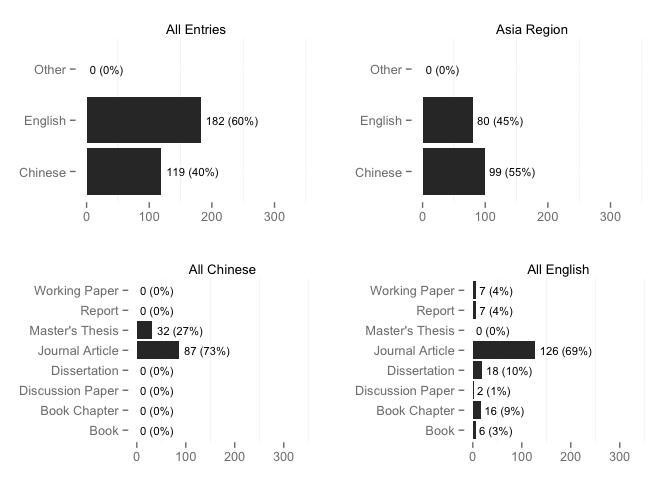 All Entries
Other
0 (0%)
English
182 (60%)
Chinese
119 (40%)
0 100 200 300
Asia Region
Other
0 (0%)
English
80 (45%)
Chinese
99 (55%)
0 100 200 300
All Chinese
Working Paper
0 (0%)
Report
0 (0%)
Master's Thesis
32 (27%)
Journal Article
87 (73%)
Dissertation
0 (0%)
Discussion Paper
0 (0%)
Book Chapter
0 (0%)
Book
0 (0%)
0 100 200 300
All English
Working Paper
7 (4%)
Report
7 (4%)
Master's Thesis
0 (0%)
Journal Article
126 (69%)
Dissertation
18 (10%)
Discussion Paper
2 (1%)
Book Chapter
16 (9%)
Book
6 (3%)
0 100 200 300